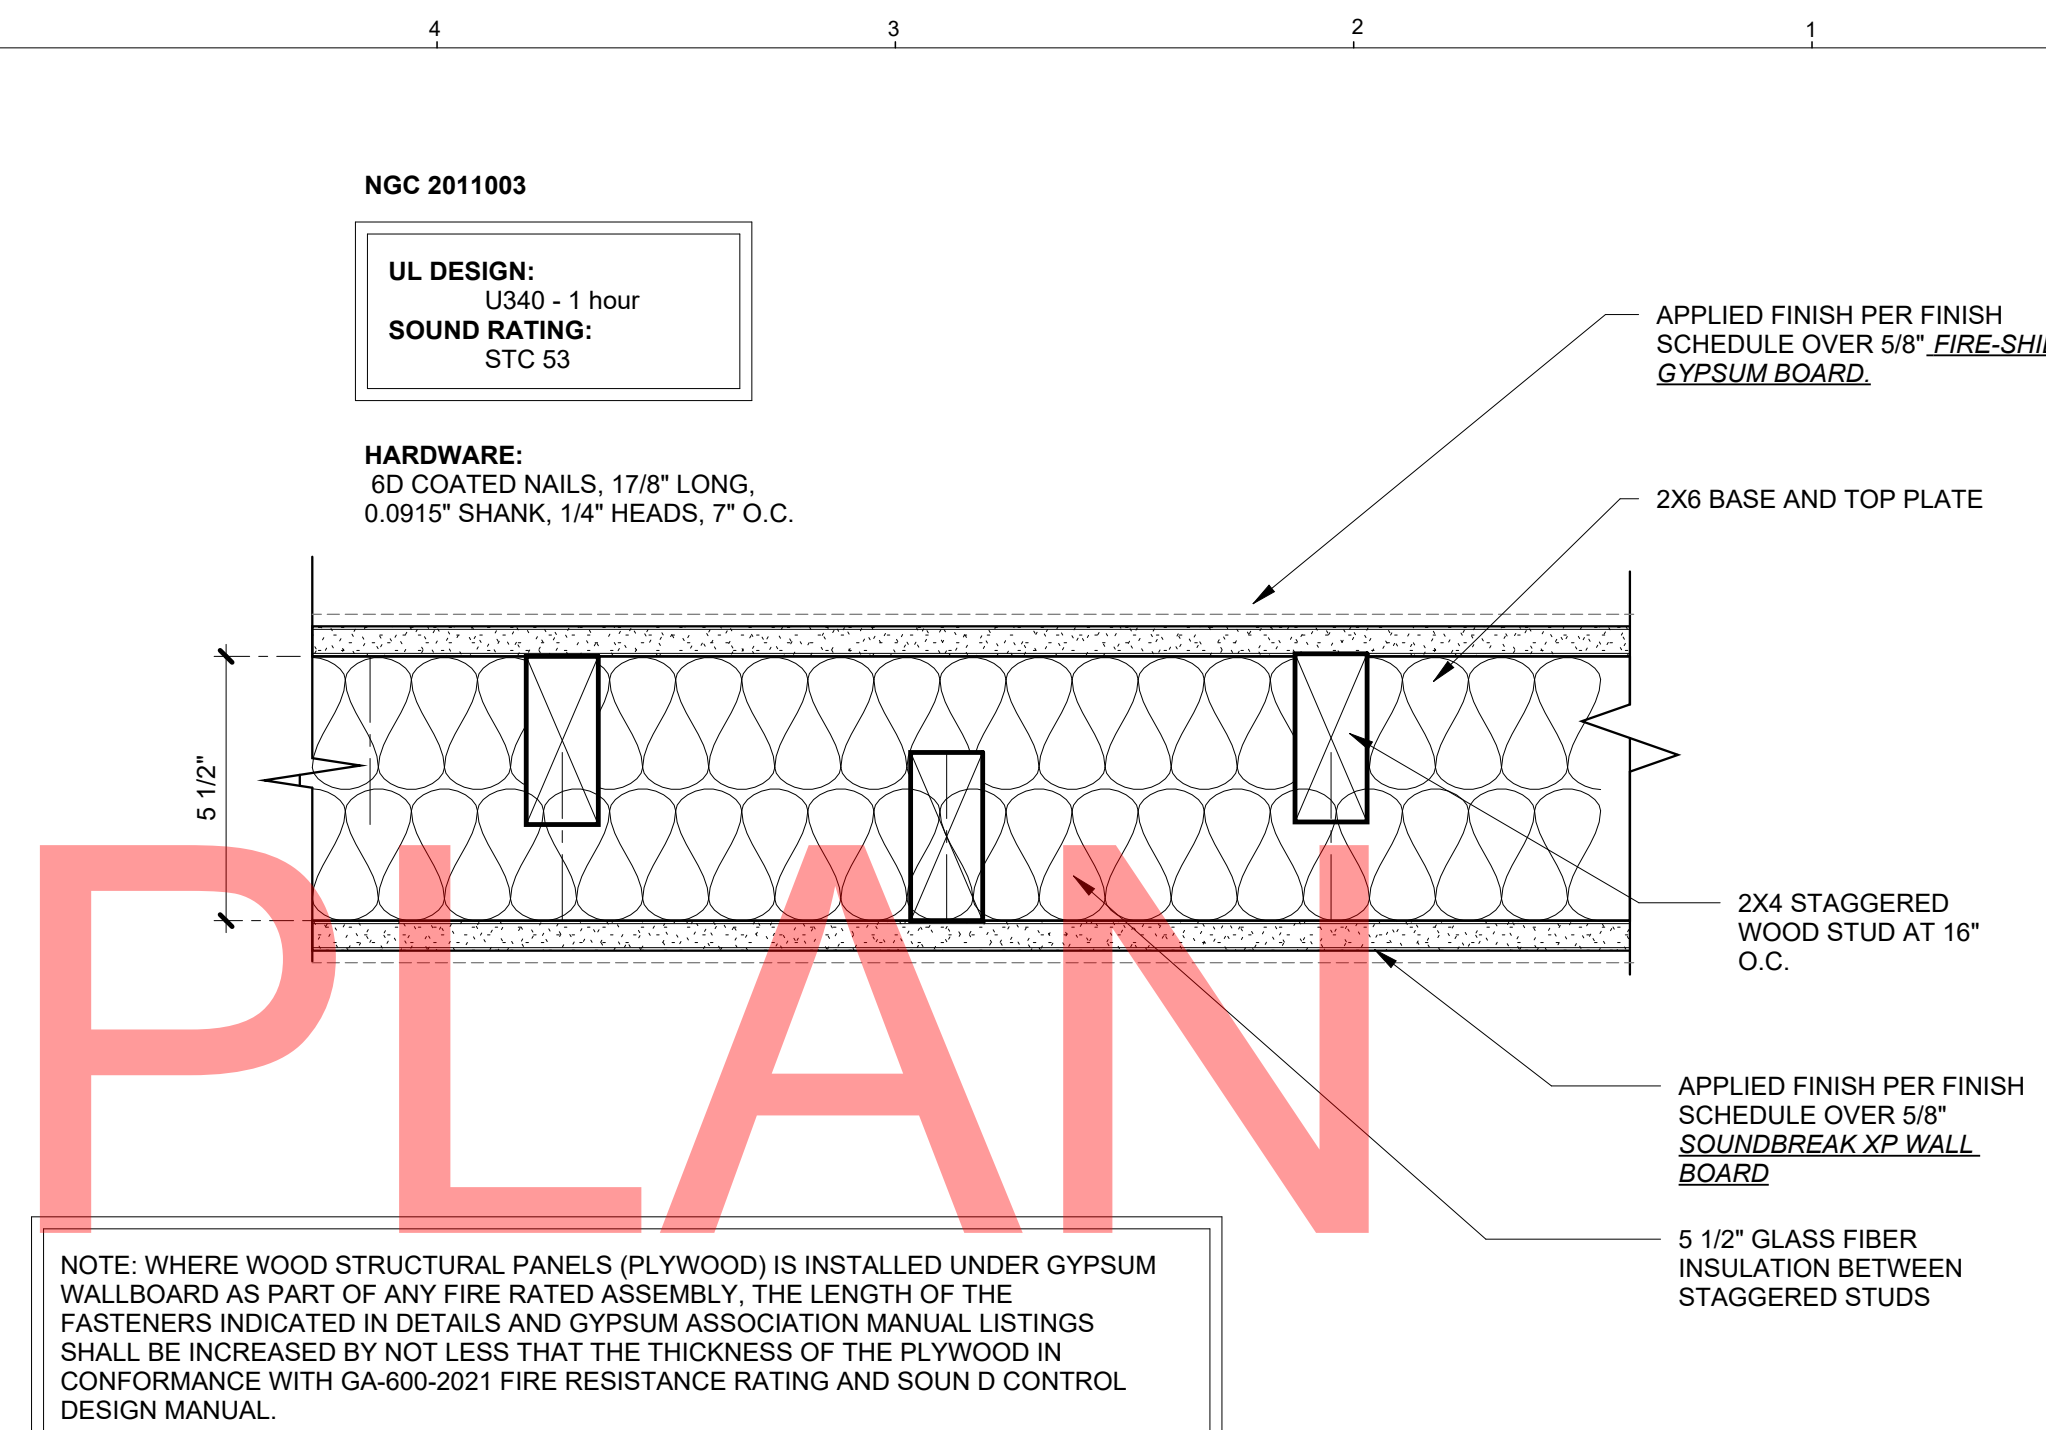 4 3 2 1
NGC 2011003
UL DESIGN:
U340 - 1 hour
SOUND RATING:
STC 53
HARDWARE:
6D COATED NAILS, 17/8" LONG,
0.0915" SHANK, 1/4" HEADS, 7" O.C.
APPLIED FINISH PER FINISH
SCHEDULE OVER 5/8"
GYPSUM BOARD.
2X6 BASE AND TOP PLATE
5 1/2"
2X4 STAGGERED
WOOD STUD AT 16"
O.C.
APPLIED FINISH PER FINISH
SCHEDULE OVER 5/8"
SOUNDBREAK XP WALL
BOARD
5 1/2" GLASS FIBER
INSULATION BETWEEN
STAGGERED STUDS
PLAN
NOTE: WHERE WOOD STRUCTURAL PANELS (PLYWOOD) IS INSTALLED UNDER GYPSUM
WALLBOARD AS PART OF ANY FIRE RATED ASSEMBLY, THE LENGTH OF THE
FASTENERS INDICATED IN DETAILS AND GYPSUM ASSOCIATION MANUAL LISTINGS
SHALL BE INCREASED BY NOT LESS THAT THE THICKNESS OF THE PLYWOOD IN
CONFORMANCE WITH GA-600-2021 FIRE RESISTANCE RATING AND SOUN D CONTROL
DESIGN MANUAL.